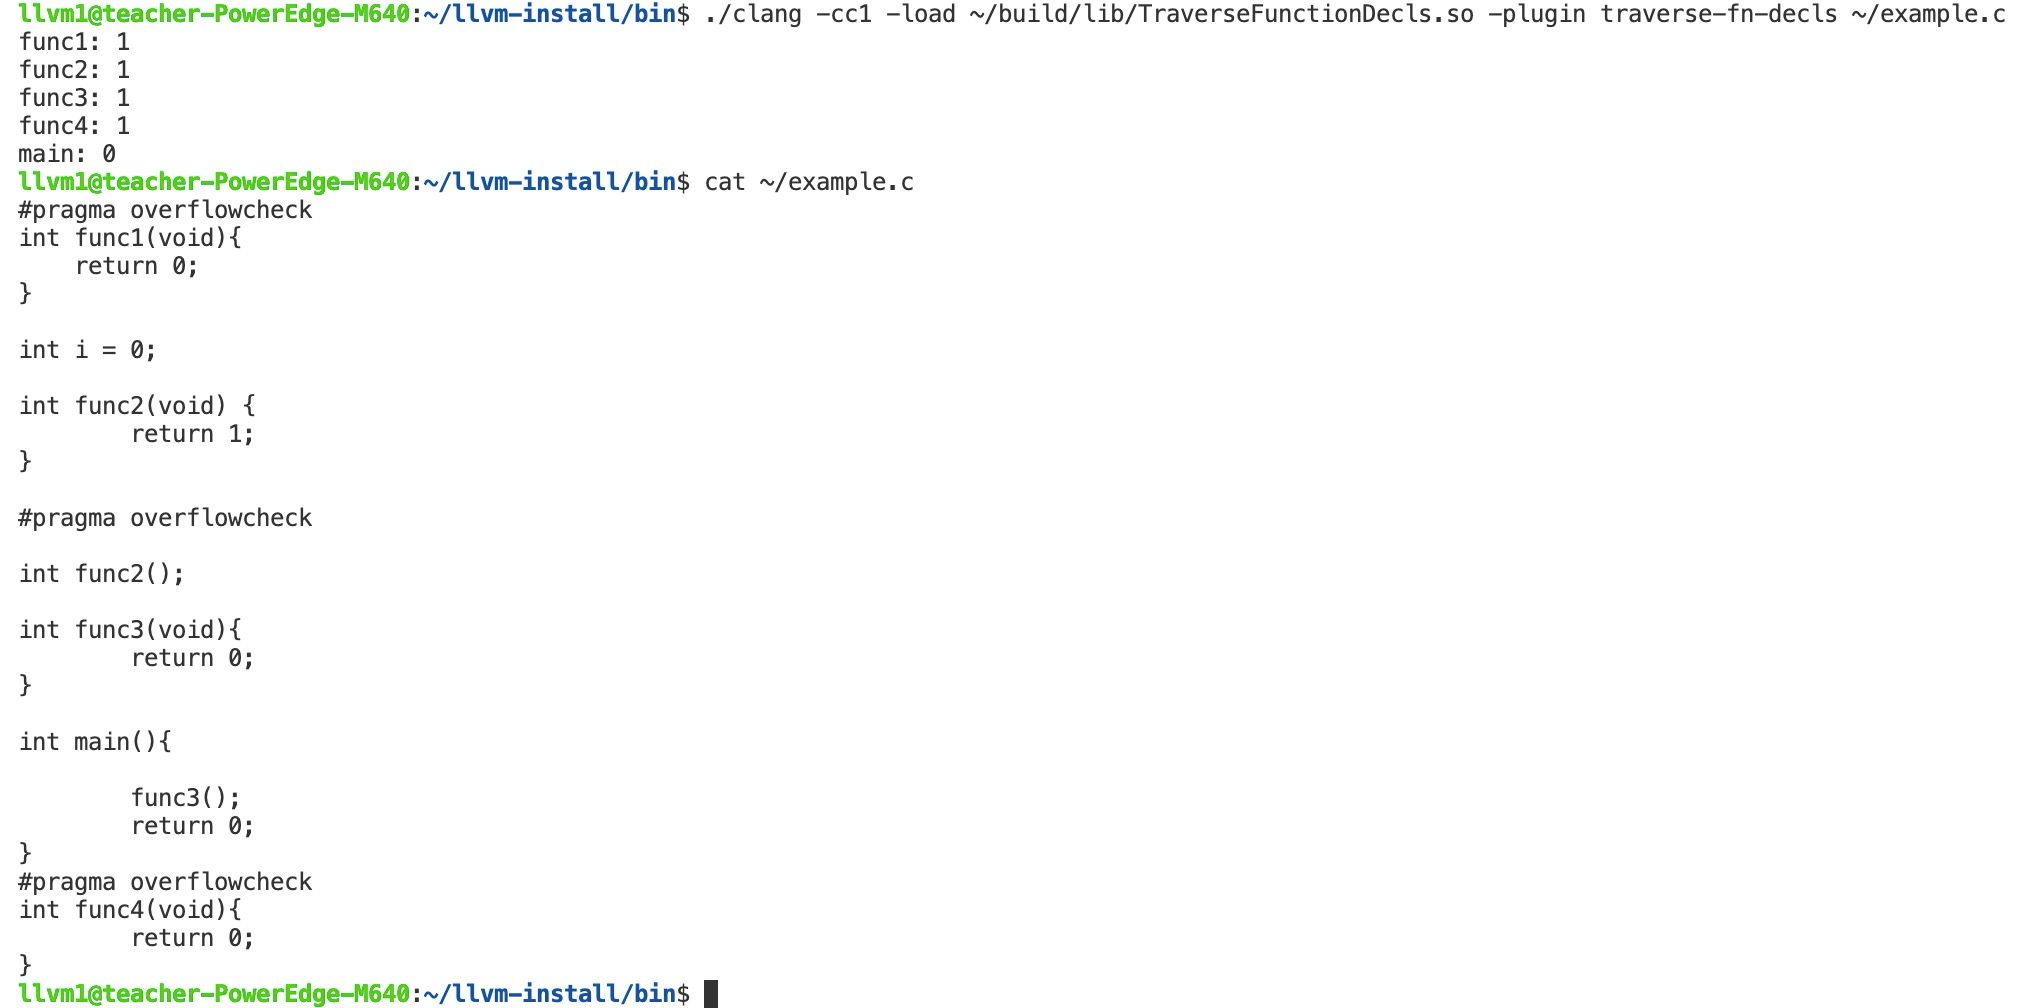 llvm1@teacher-PowerEdge-M640:~/llvm-install/bin$ ./clang -cc1 -load ~/build/lib/TraverseFunctionDecls.so -plugin traverse-fn-decls ~/example.c
func1: 1
func2: 1
func3: 1
func4: 1
main: 0
llvm1@teacher-PowerEdge-M640:~/llvm-install/bin$ cat ~/example.c
#pragma overflowcheck
int func1(void){
    return 0;
}

int i = 0;

int func2(void) {
        return 1;
}

#pragma overflowcheck

int func2();

int func3(void){
        return 0;
}

int main(){

        func3();
        return 0;
}
#pragma overflowcheck
int func4(void){
        return 0;
}
llvm1@teacher-PowerEdge-M640:~/llvm-install/bin$